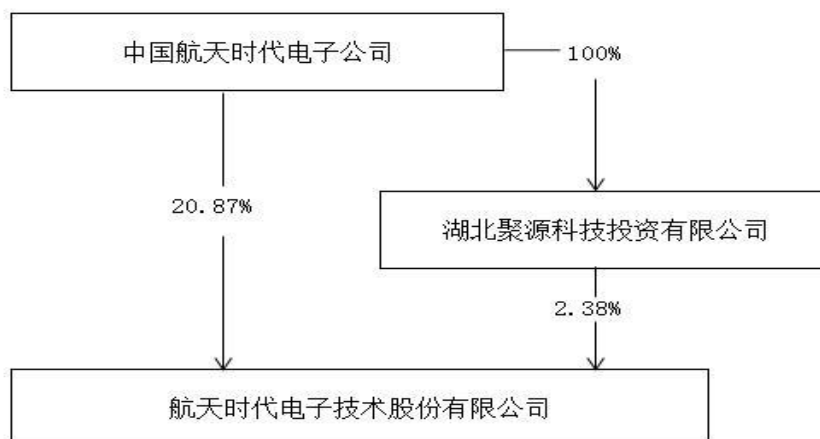 中国航天时代电子公司
100%
20.87%
湖北聚源科技投资有限公司
2.38%
航天时代电子技术股份有限公司